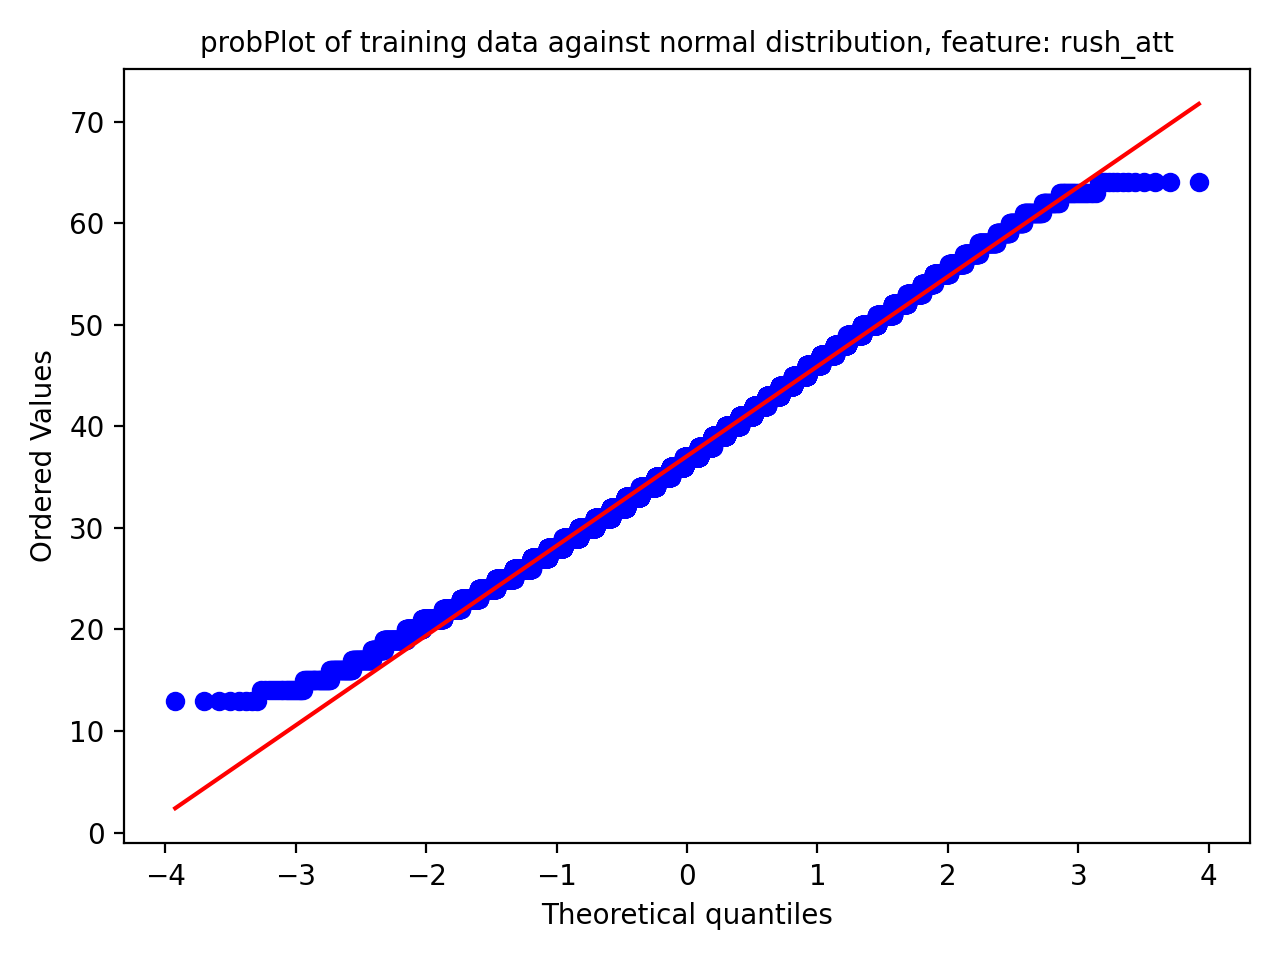 probPlot of training data against normal distribution, feature: rush_att
70
60
50
40
30
20
10
0
Ordered Values
−4 −3 −2 −1 0 1 2 3 4
Theoretical quantiles